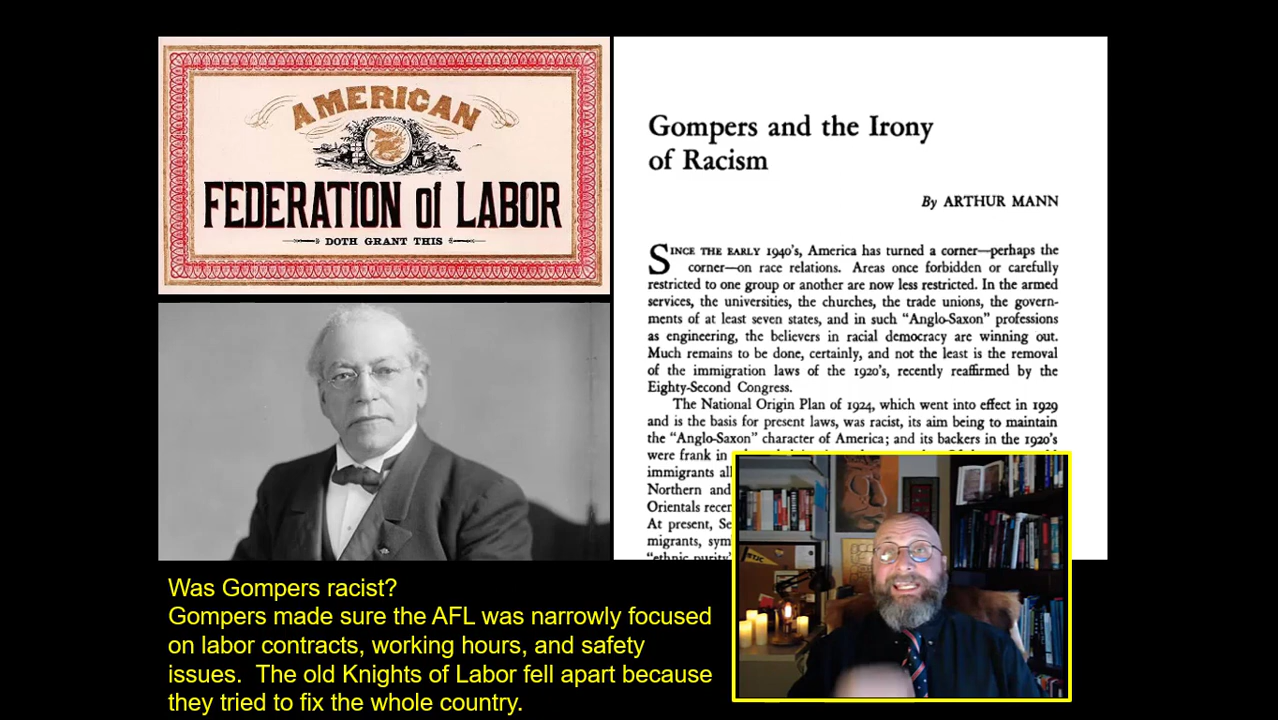 AMERICAN
FEDERATION of LABOR
DOTH GRANT THIS
Gompers and the Irony
of Racism
By ARTHUR MANN
SINCE THE EARLY 1940's, America has turned a corner—perhaps the
corner—on race relations. Areas once forbidden or carefully
restricted to one group or another are now less restricted. In the armed
services, the universities, the churches, the trade unions, the govern-
ments of at least seven states, and in such “Anglo-Saxon” professions
as engineering, the believers in racial democracy are winning out.
Much remains to be done, certainly, and not the least is the removal
of the immigration laws of the 1920's, recently reaffirmed by the
Eighty-Second Congress.
The National Origin Plan of 1924, which went into effect in 1929
and is the basis for present laws, was racist, its aim being to maintain
the “Anglo-Saxon” character of America; and its backers in the 1920's
were frank in
immigrants all
Northern and
Orientals recen
At present, Se
migrants, sym
“ethnic purity”
Was Gompers racist?
Gompers made sure the AFL was narrowly focused
on labor contracts, working hours, and safety
issues. The old Knights of Labor fell apart because
they tried to fix the whole country.